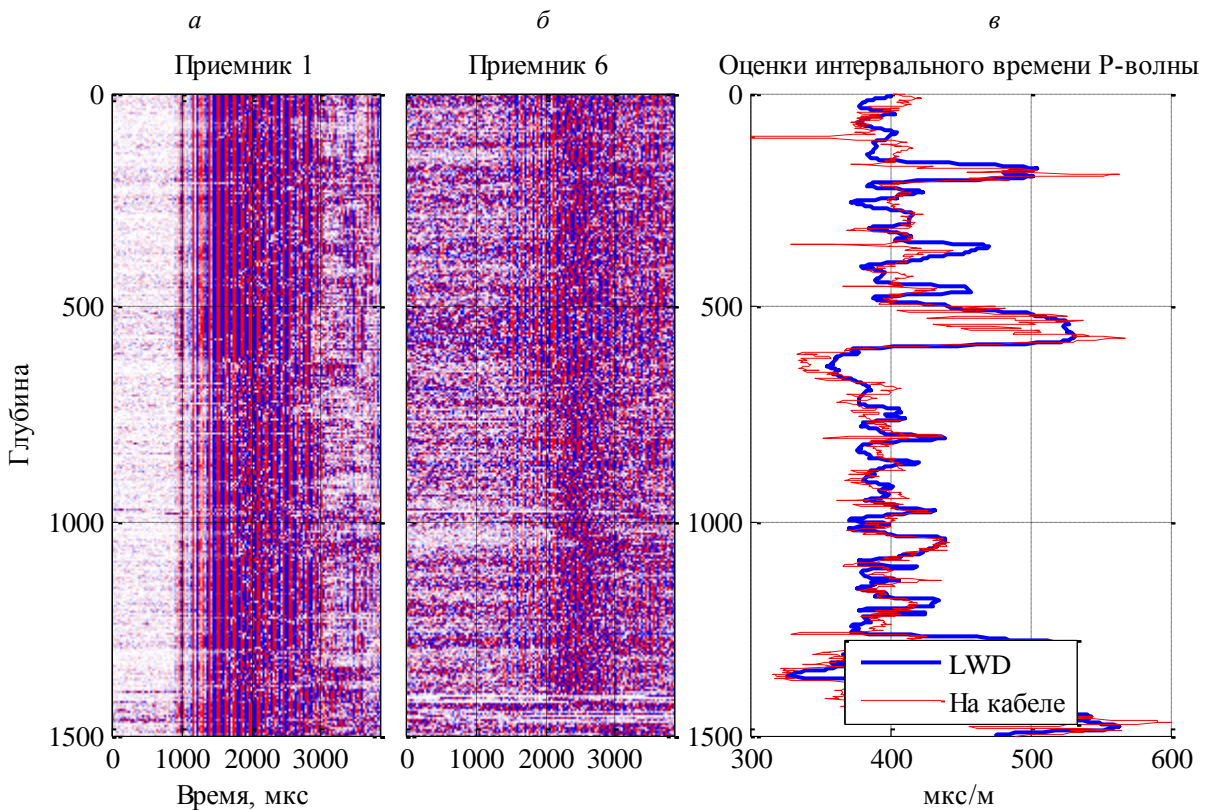 а б в
Приемник 1 Приемник 6 Оценки интервального времени P-волны
Глубина
0
500
1000
1500
0 1000 2000 3000
Время, мкс
0 1000 2000 3000
0
500
1000
1500
LWD
На кабеле
300 400 500 600
мкс/м